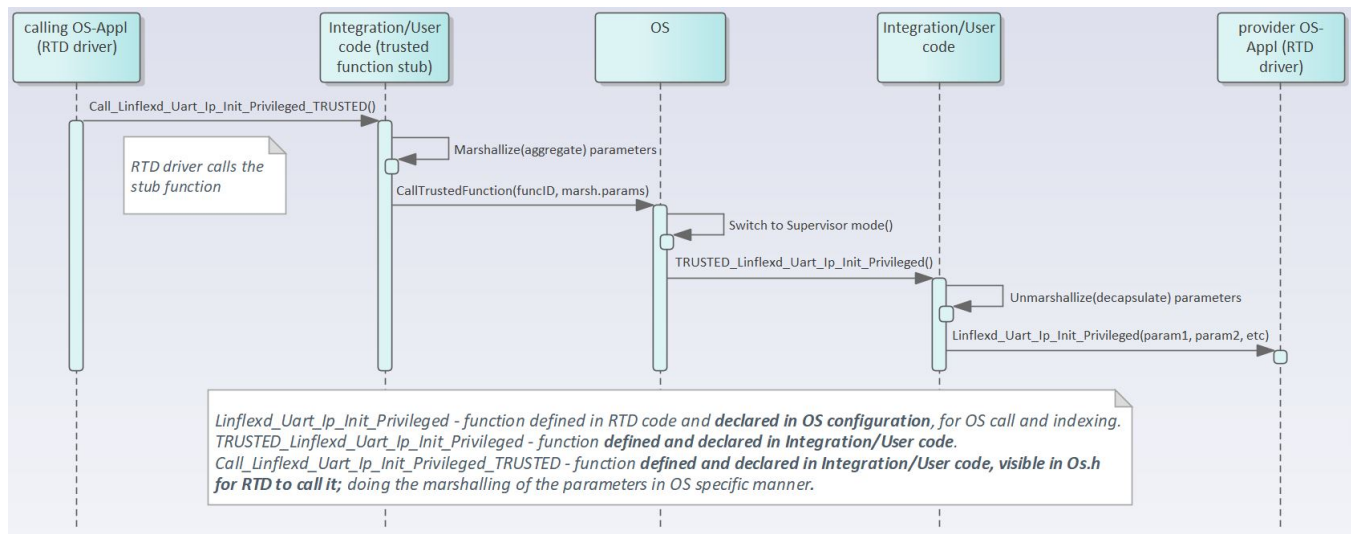 calling OS-Appl
(RTD driver)
Integration/User
code (trusted
function stub)
OS
Integration/User
code
provider OS-
Appl (RTD
driver)
Call_Linflexd_Uart_Ip_Init_Privileged_TRUSTED()
RTD driver calls the
stub function
Marshallize(aggregate) parameters
CallTrustedFunction(funcID, marsh.params)
Switch to Supervisor mode()
TRUSTED_Linflexd_Uart_Ip_Init_Privileged()
Unmarshallize(decapsulate) parameters
Linflexd_Uart_Ip_Init_Privileged(param1, param2, etc)
Linflexd_Uart_Ip_Init_Privileged - function defined in RTD code and declared in OS configuration, for OS call and indexing.
TRUSTED_Linflexd_Uart_Ip_Init_Privileged - function defined and declared in Integration/User code.
Call_Linflexd_Uart_Ip_Init_Privileged_TRUSTED - function defined and declared in Integration/User code, visible in Os.h
for RTD to call it; doing the marshalling of the parameters in OS specific manner.